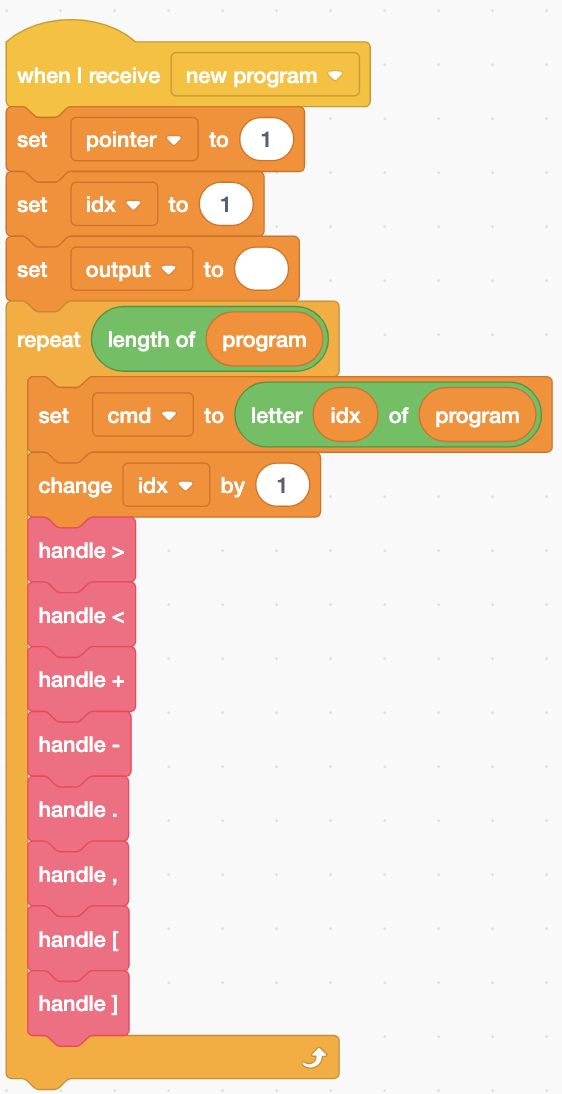 when I receive new program
set pointer to 1
set idx to 1
set output to
repeat length of program
set cmd to letter idx of program
change idx by 1
handle >
handle <
handle +
handle -
handle .
handle ,
handle [
handle ]